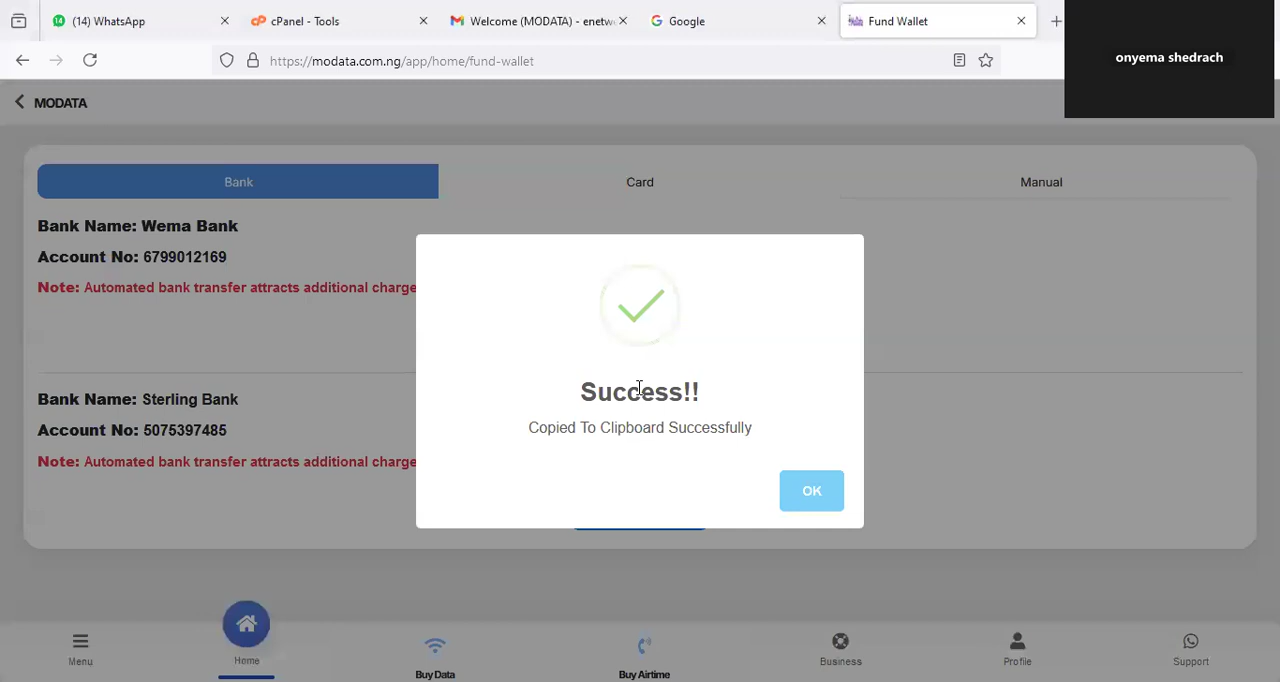 (14) WhatsApp
cPanel - Tools
Welcome (MODATA) - enetw
Google
Fund Wallet
https://modata.com.ng/app/home/fund-wallet
onyema shedrach
MODATA
Bank
Card
Manual
Bank Name: Wema Bank
Account No: 6799012169
Note: Automated bank transfer attracts additional charge
Success!!
Copied To Clipboard Successfully
OK
Bank Name: Sterling Bank
Account No: 5075397485
Note: Automated bank transfer attracts additional charge
Menu
Home
Buy Data
Buy Airtime
Business
Profile
Support